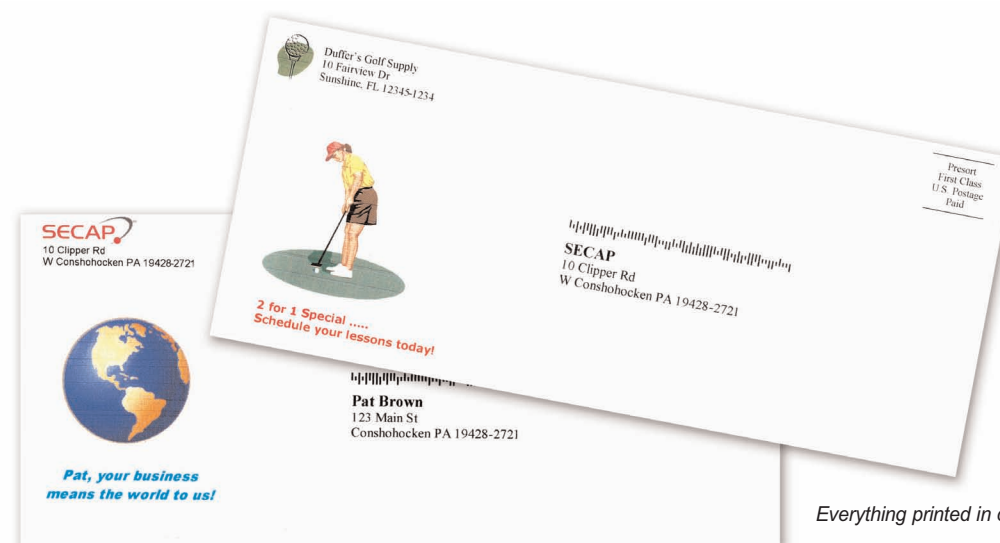 Duffer's Golf Supply
10 Fairview Dr
Sunshine, FL 12345-1234
Presort
First Class
U.S. Postage
Paid
SECAP
10 Clipper Rd
W Conshohocken PA 19428-2721
2 for 1 Special .....
Schedule your lessons today!
SECAP
10 Clipper Rd
W Conshohocken PA 19428-2721
Pat Brown
123 Main St
Conshohocken PA 19428-2721
Pat, your business
means the world to us!
Everything printed in